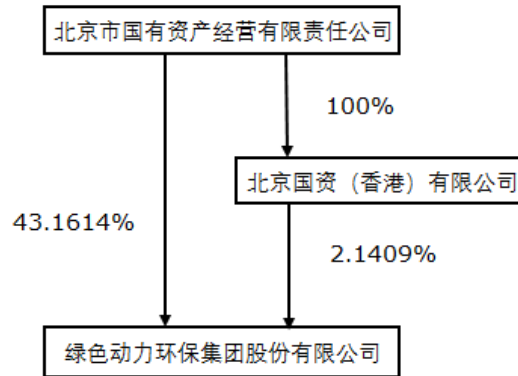 北京市国有资产经营有限责任公司
100%
北京国资（香港）有限公司
43.1614%
2.1409%
绿色动力环保集团股份有限公司